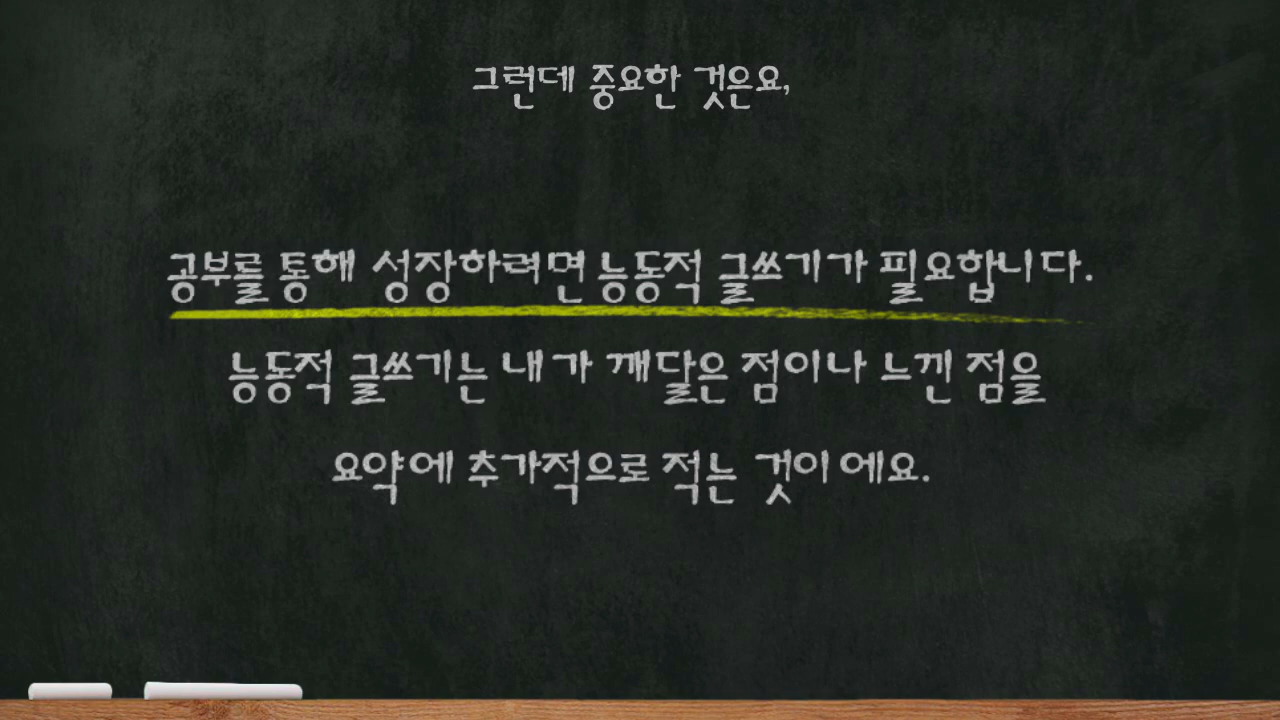 그런데 중요한 것은요,
공부를 통해 성장하려면 능동적 글쓰기가 필요합니다.
능동적 글쓰기는 내가 깨달은 점이나 느낀 점을
요약에 추가적으로 적는 것이에요.